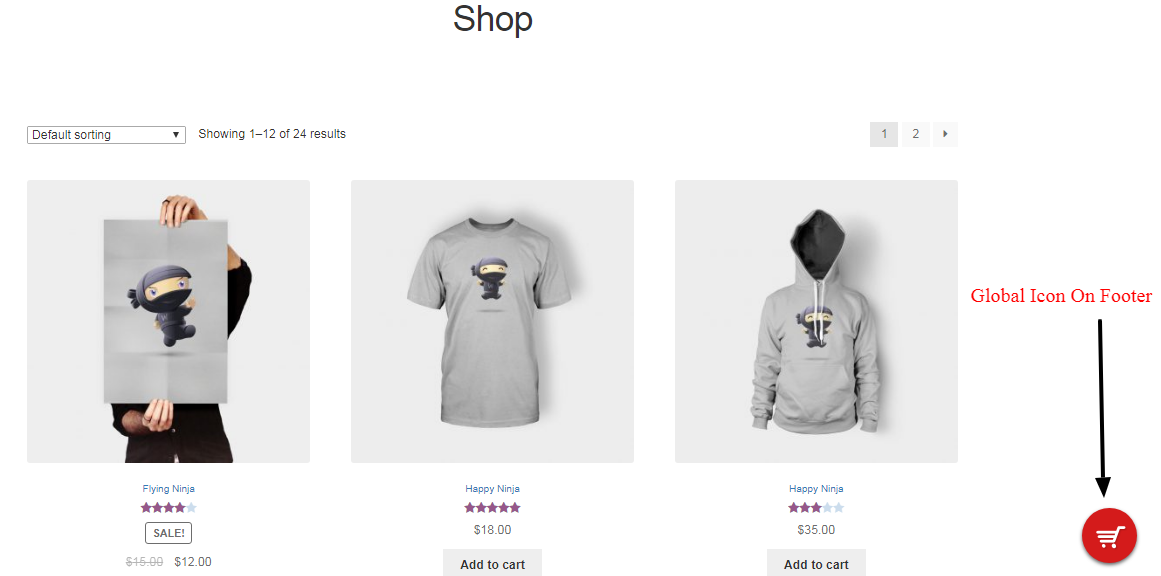 Shop
Default sorting
Showing 1–12 of 24 results
1 2
Global Icon On Footer
Flying Ninja
SALE!
$15.00 $12.00
Happy Ninja
$18.00
Add to cart
Happy Ninja
$35.00
Add to cart